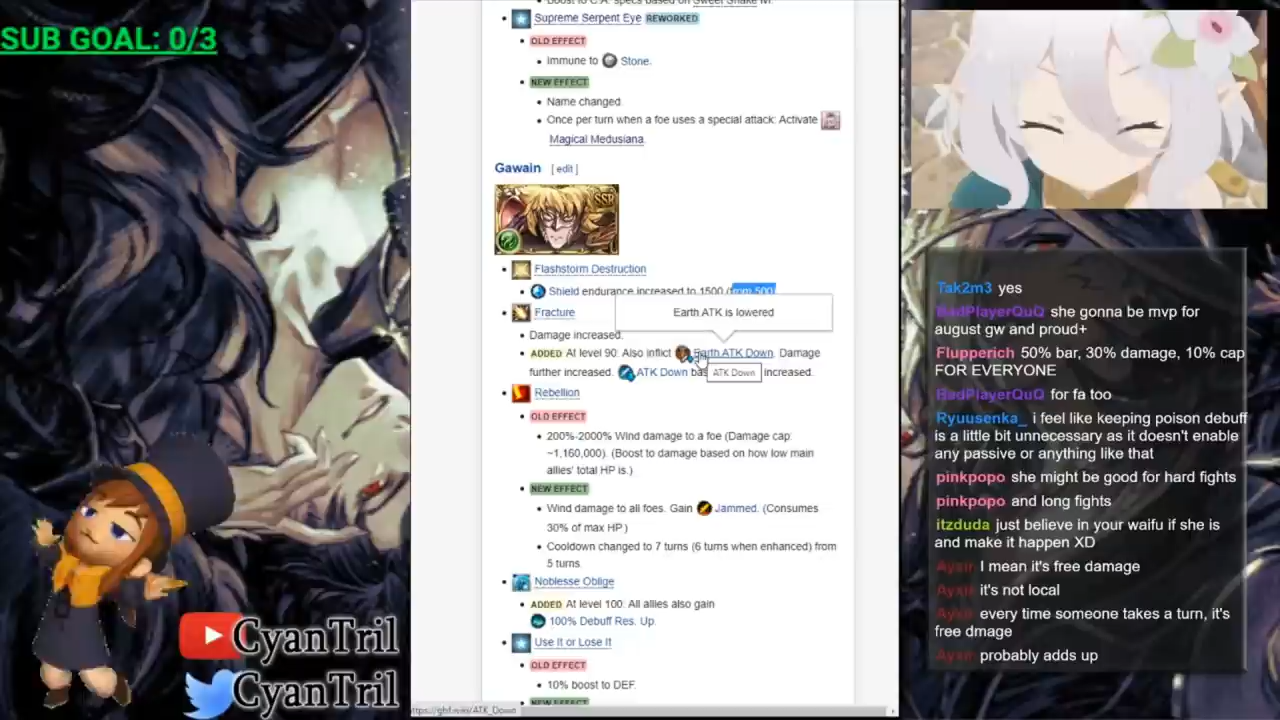 SUB GOAL: 0/3
Supreme Serpent Eye REWORKED
OLD EFFECT
Immune to Stone.
NEW EFFECT
Name changed.
Once per turn when a foe uses a special attack: Activate
Magical Medusiana.
Gawain [ edit ]
SSR
Flashstorm Destruction
Shield endurance increased to 1500 (from 500)
Earth ATK is lowered
Fracture
Damage increased.
ADDED At level 90: Also inflict Earth ATK Down. Damage
further increased. ATK Down increased.
ATK Down
Rebellion
OLD EFFECT
200%-2000% Wind damage to a foe (Damage cap:
~1,160,000). (Boost to damage based on how low main
allies' total HP is.)
NEW EFFECT
Wind damage to all foes. Gain Jammed. (Consumes
30% of max HP.)
Cooldown changed to 7 turns (6 turns when enhanced) from
5 turns
Noblesse Oblige
ADDED At level 100: All allies also gain
100% Debuff Res. Up.
Use It or Lose It
OLD EFFECT
10% boost to DEF.
https://gbf.wiki/ATK_Down
CyanTril
CyanTril
Tak2m3 yes
BadPlayerQuQ she gonna be mvp for
august gw and proud+
Flupperich 50% bar, 30% damage, 10% cap
FOR EVERYONE
BadPlayerQuQ for fa too
Ryuusenka_ i feel like keeping poison debuff
is a little bit unnecessary as it doesn't enable
any passive or anything like that
pinkpopo she might be good for hard fights
pinkpopo and long fights
itzduda just believe in your waifu if she is
and make it happen XD
I mean it's free damage
it's not local
every time someone takes a turn, it's
free dmage
probably adds up